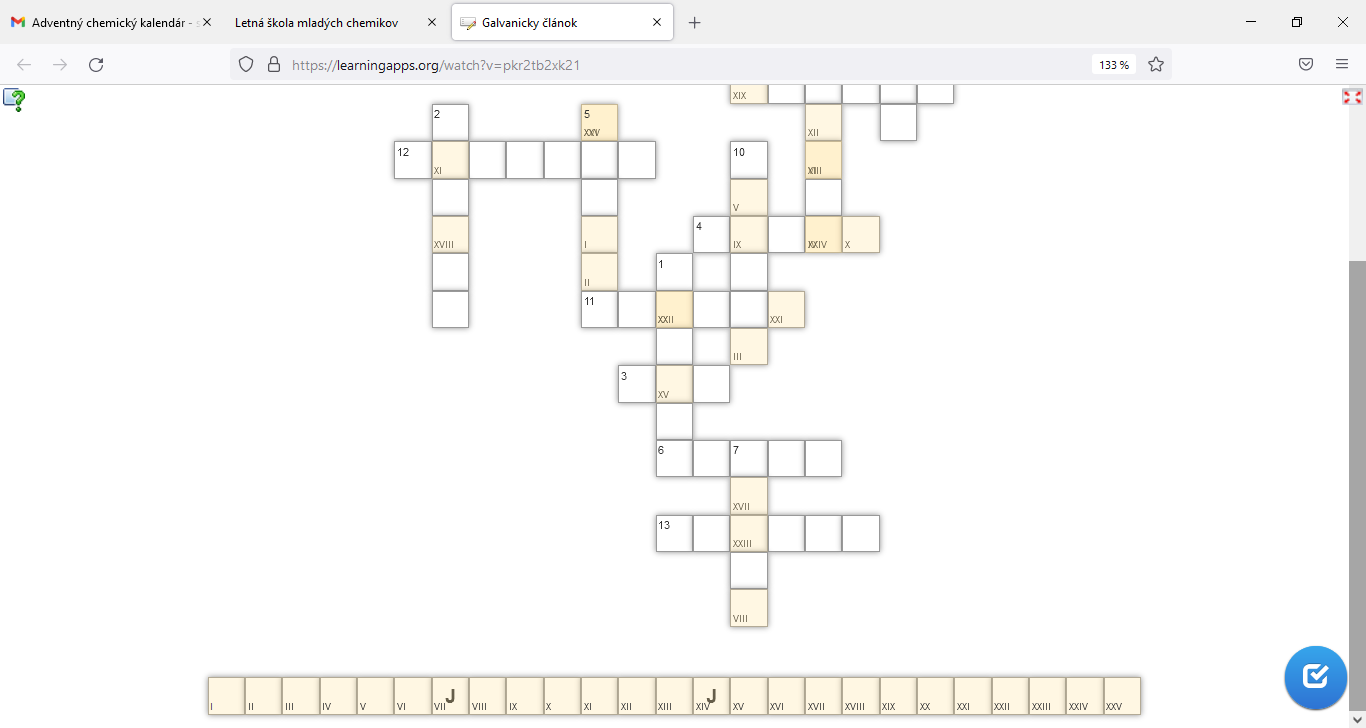 Adventný chemický kalendár - s
Letná škola mladých chemikov
Galvanicky článok
https://learningapps.org/watch?v=pkr2tb2xk21
133 %
XIX
2
5
XII
12
XI
10
V
XVIII
I
4
IX
XXIV
X
1
II
11
XXII
XXI
III
3
XV
6
7
XVII
13
XXIII
VIII
J
J
I II III IV V VI VII VIII IX X XI XII XIII XIV XV XVI XVII XVIII XIX XX XXI XXII XXIII XXIV XXV